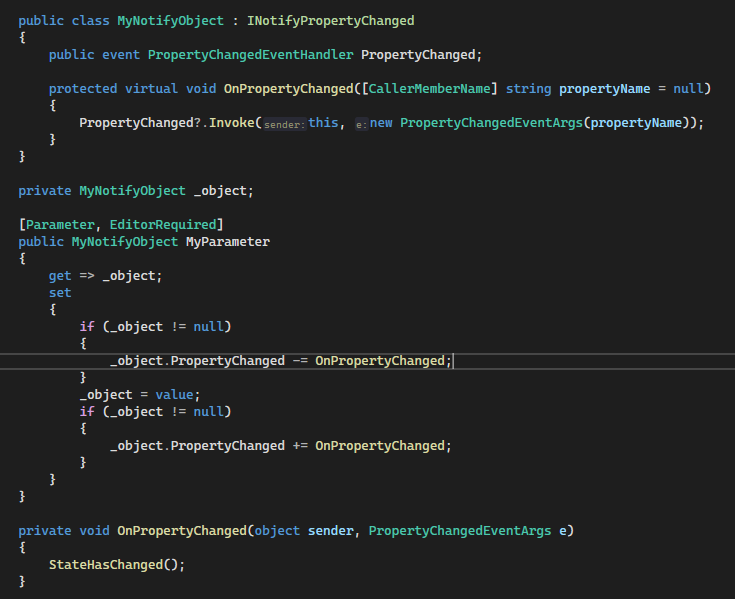 public class MyNotifyObject : INotifyPropertyChanged
{
    public event PropertyChangedEventHandler PropertyChanged;

    protected virtual void OnPropertyChanged([CallerMemberName] string propertyName = null)
    {
        PropertyChanged?.Invoke(sender: this, e: new PropertyChangedEventArgs(propertyName));
    }
}

private MyNotifyObject _object;

[Parameter, EditorRequired]
public MyNotifyObject MyParameter
{
    get => _object;
    set
    {
        if (_object != null)
        {
            _object.PropertyChanged -= OnPropertyChanged;
        }
        _object = value;
        if (_object != null)
        {
            _object.PropertyChanged += OnPropertyChanged;
        }
    }
}

private void OnPropertyChanged(object sender, PropertyChangedEventArgs e)
{
    StateHasChanged();
}